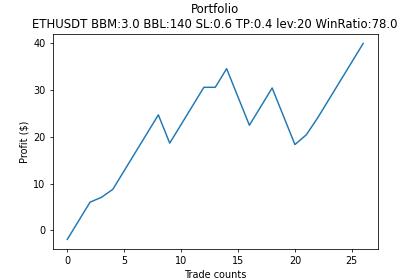 Portfolio
ETHUSDT BBM:3.0 BBL:140 SL:0.6 TP:0.4 lev:20 WinRatio:78.0
40
30
20
10
0
Profit ($)
0 5 10 15 20 25
Trade counts